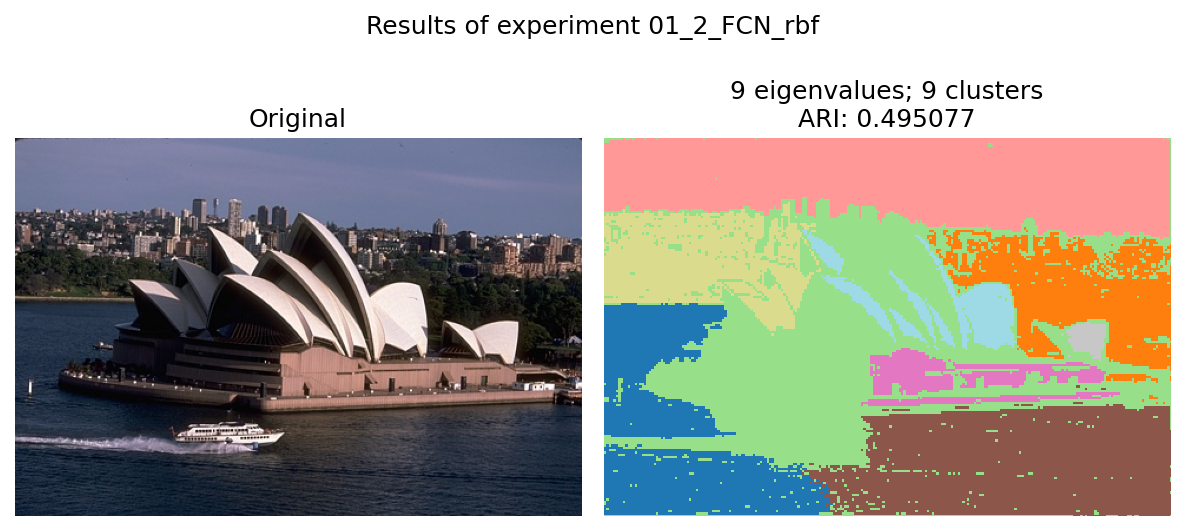 Results of experiment 01_2_FCN_rbf
Original
9 eigenvalues; 9 clusters
ARI: 0.495077